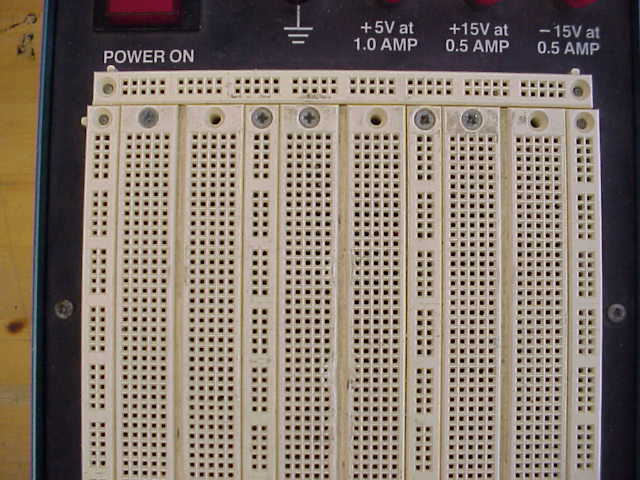 POWER ON
+5V at
1.0 AMP
+15V at
0.5 AMP
−15V at
0.5 AMP